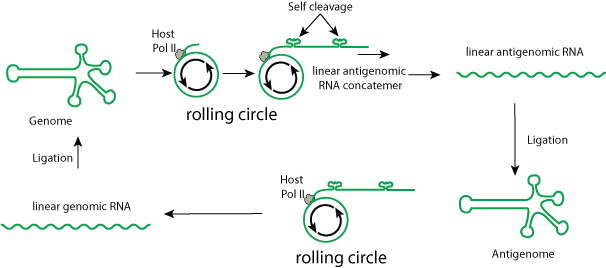 Self cleavage
Host
Pol II
linear antigenomic
RNA concatemer
linear antigenomic RNA
rolling circle
Genome
Ligation
Ligation
Host
Pol II
linear genomic RNA
rolling circle
Antigenome